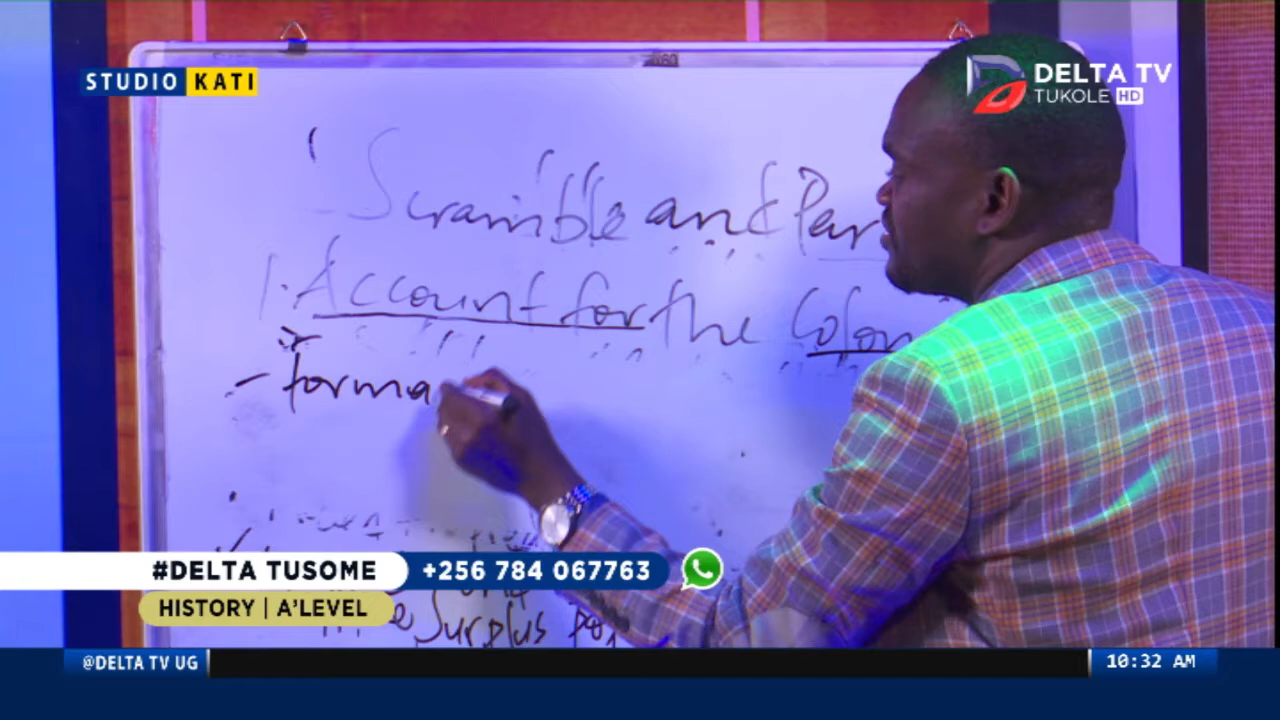 STUDIO KATI
DELTA TV
TUKOLE HD
Scramble and Par
1. Account for the Colon
- forma
Surplus
#DELTA TUSOME +256 784 067763
HISTORY | A'LEVEL
@DELTA TV UG
10:32 AM